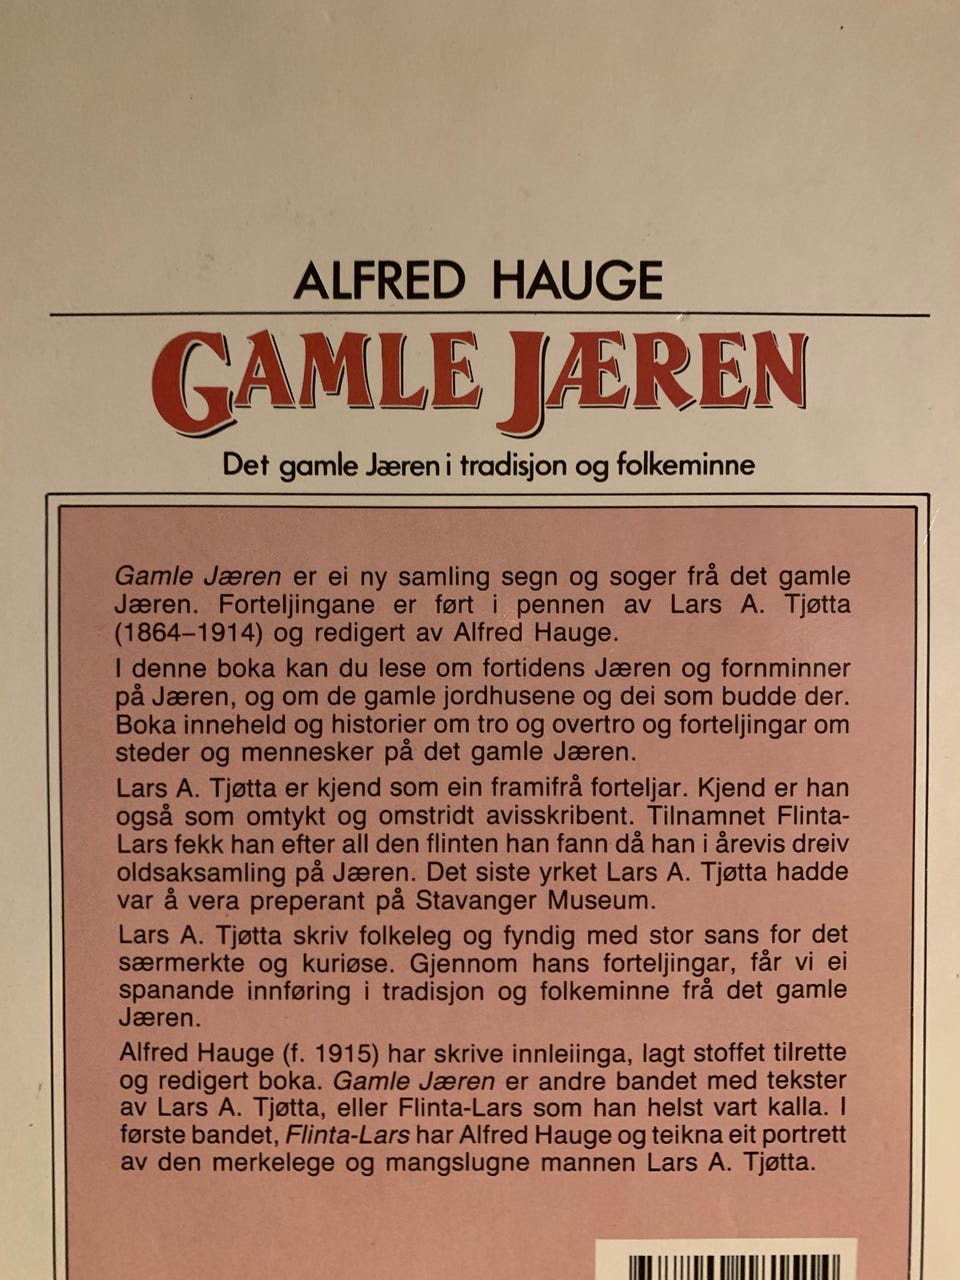 ALFRED HAUGE
GAMLE JÆREN
Det gamle Jæren i tradisjon og folkeminne
Gamle Jæren er ei ny samling segn og soger frå det gamle
Jæren. Forteljingane er ført i pennen av Lars A. Tjøtta
(1864–1914) og redigert av Alfred Hauge.
I denne boka kan du lese om fortidens Jæren og fornminner
på Jæren, og om de gamle jordhusene og dei som budde der.
Boka inneheld og historier om tro og overtro og forteljingar om
steder og mennesker på det gamle Jæren.
Lars A. Tjøtta er kjend som ein framifrå forteljar. Kjend er han
også som omtykt og omstridt avisskribent. Tilnamnet Flinta-
Lars fekk han efter all den flinten han fann då han i årevis dreiv
oldsaksamling på Jæren. Det siste yrket Lars A. Tjøtta hadde
var å vera preperant på Stavanger Museum.
Lars A. Tjøtta skriv folkeleg og fyndig med stor sans for det
særmerkte og kuriøse. Gjennom hans forteljingar, får vi ei
spanande innføring i tradisjon og folkeminne frå det gamle
Jæren.
Alfred Hauge (f. 1915) har skrive innleiinga, lagt stoffet tilrette
og redigert boka. Gamle Jæren er andre bandet med tekster
av Lars A. Tjøtta, eller Flinta-Lars som han helst vart kalla. I
første bandet, Flinta-Lars har Alfred Hauge og teikna eit portrett
av den merkelege og mangslugne mannen Lars A. Tjøtta.